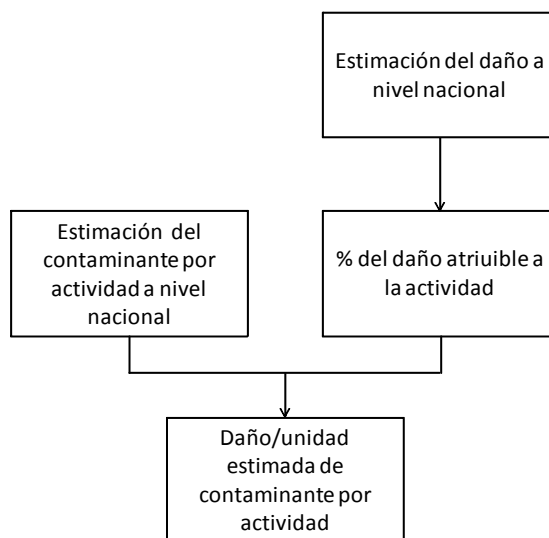 Estimación del daño a
nivel nacional
Estimación del
contaminante por
actividad a nivel
nacional
% del daño atriuible a
la actividad
Daño/unidad
estimada de
contaminante por
actividad